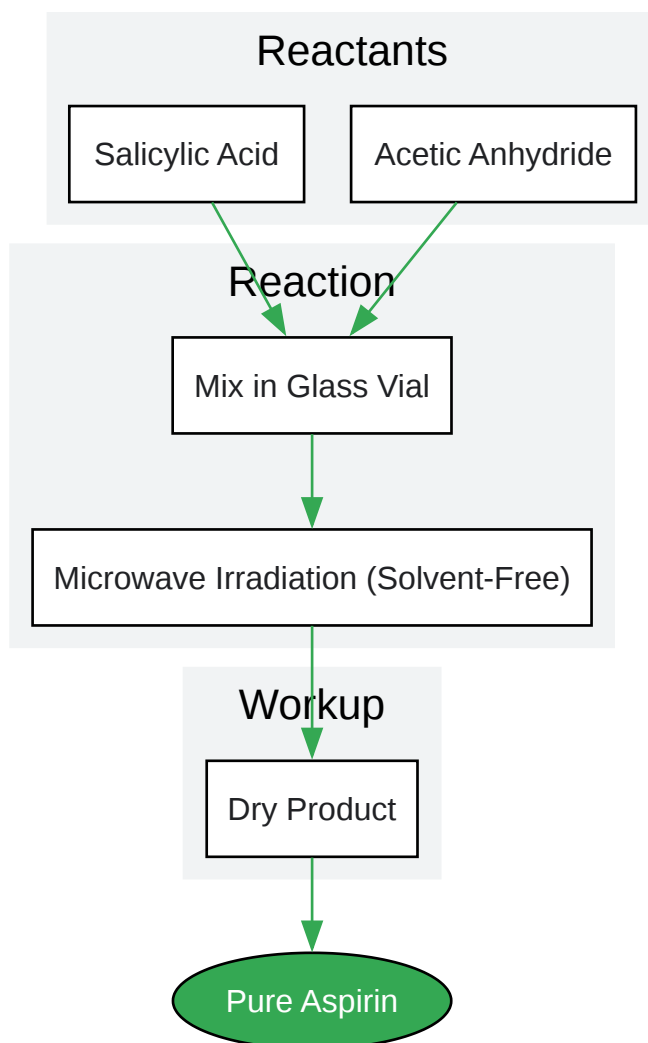 Reactants
Salicylic Acid
Acetic Anhydride
Reaction
Mix in Glass Vial
Microwave Irradiation (Solvent-Free)
Workup
Dry Product
Pure Aspirin